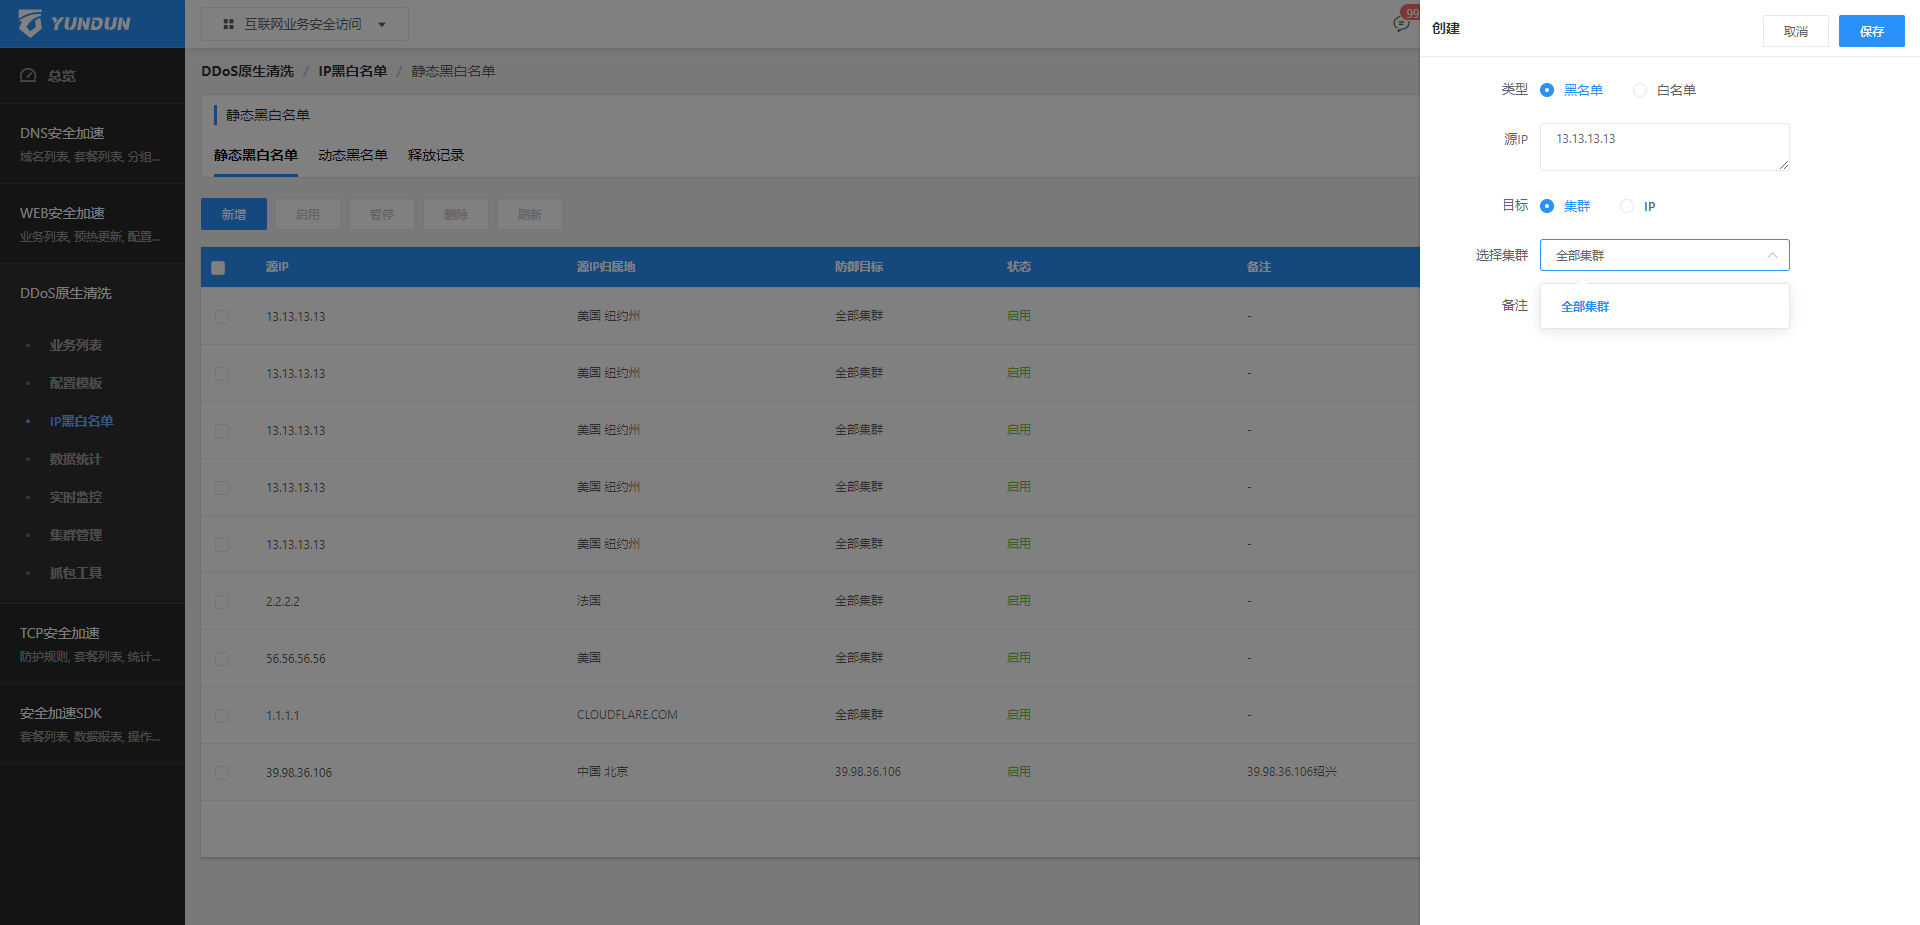 YUNDUN
互联网业务安全访问
99
创建
取消
保存
总览
DNS安全加速
域名列表, 套餐列表, 分组...
WEB安全加速
业务列表, 预热更新, 配置...
DDoS原生清洗
业务列表
配置模板
IP黑白名单
数据统计
实时监控
集群管理
抓包工具
TCP安全加速
防护规则, 套餐列表, 统计...
安全加速SDK
套餐列表, 数据报表, 操作...
DDoS原生清洗 / IP黑白名单 / 静态黑白名单
静态黑白名单
静态黑白名单 动态黑名单 释放记录
新增 启用 暂停 删除 刷新
源IP 源IP归属地 防御目标 状态 备注
13.13.13.13 美国 纽约州 全部集群 启用 -
13.13.13.13 美国 纽约州 全部集群 启用 -
13.13.13.13 美国 纽约州 全部集群 启用 -
13.13.13.13 美国 纽约州 全部集群 启用 -
13.13.13.13 美国 纽约州 全部集群 启用 -
2.2.2.2 法国 全部集群 启用 -
56.56.56.56 美国 全部集群 启用 -
1.1.1.1 CLOUDFLARE.COM 全部集群 启用 -
39.98.36.106 中国 北京 39.98.36.106 启用 39.98.36.106绍兴
类型 黑名单 白名单
源IP 13.13.13.13
目标 集群 IP
选择集群 全部集群
备注
全部集群